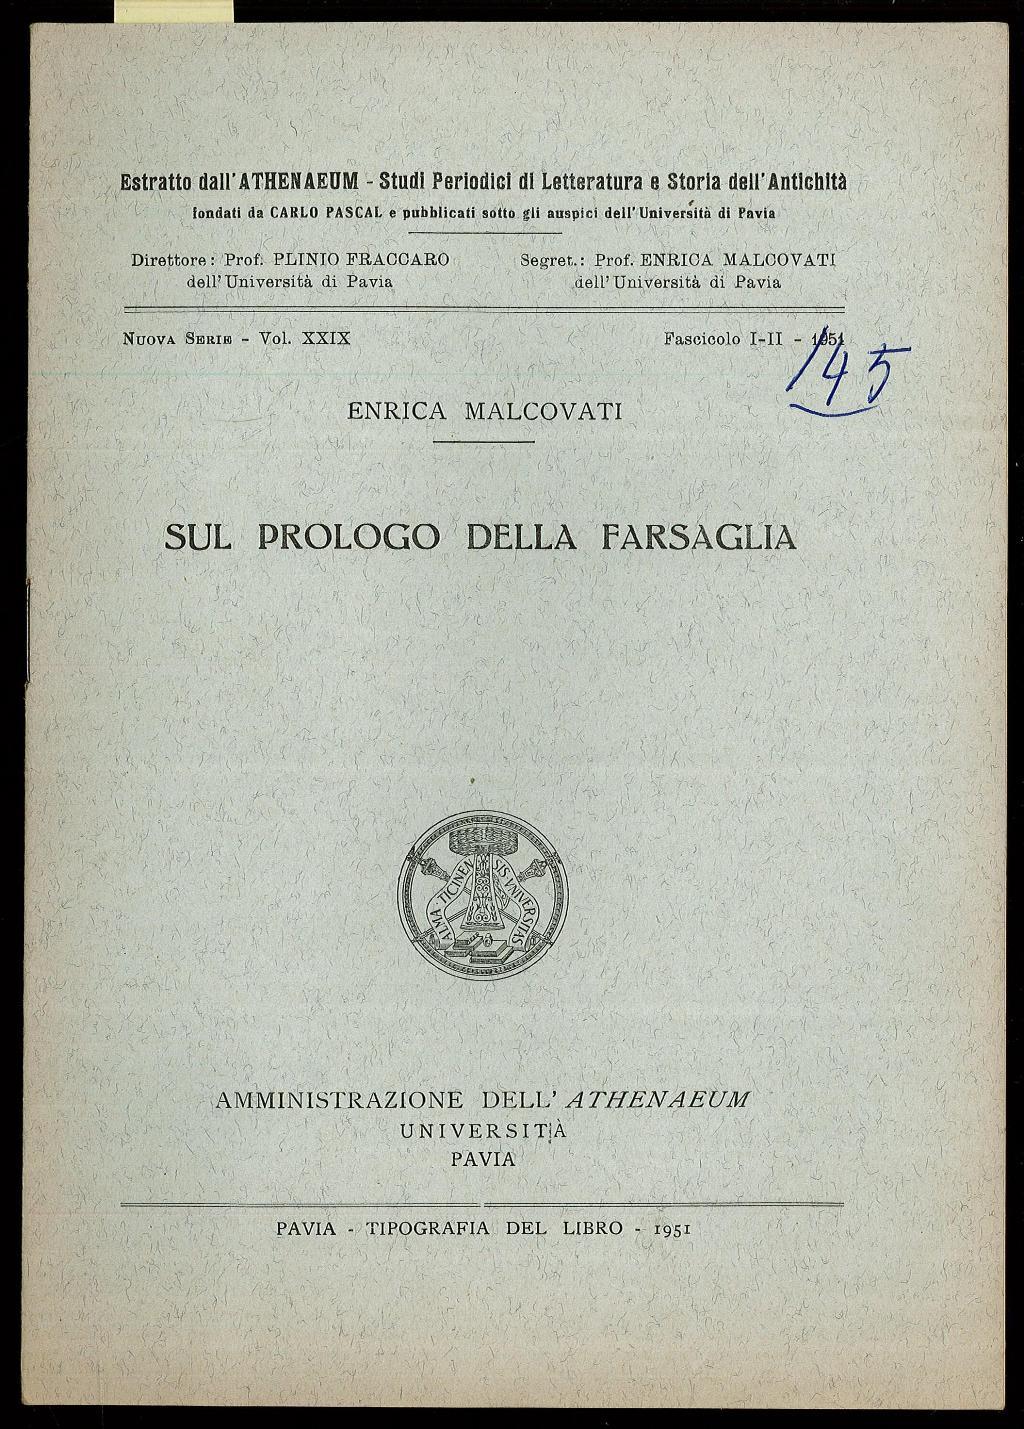 Estratto dall'ATHENAEUM - Studi Periodici di Letteratura e Storia dell'Antichità
fondati da CARLO PASCAL e pubblicati sotto gli auspici dell'Università di Pavia
Direttore: Prof. PLINIO FRACCARO
dell'Università di Pavia
Segret.: Prof. ENRICA MALCOVATI
dell'Università di Pavia
NUOVA SERIE - Vol. XXIX
Fascicolo I-II - 1951
145
ENRICA MALCOVATI
SUL PROLOGO DELLA FARSAGLIA
ALMA TICINENSIS VNIVERSITAS
AMMINISTRAZIONE DELL' ATHENAEUM
UNIVERSITÀ
PAVIA
PAVIA - TIPOGRAFIA DEL LIBRO - 1951